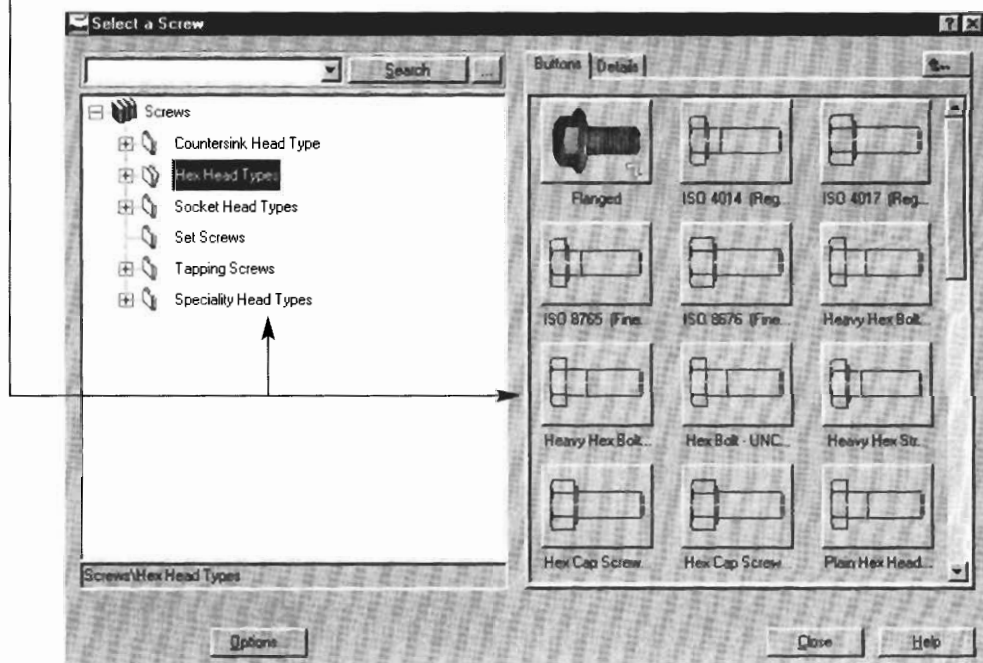 Select a Screw
Search ...
Buttons Details
Screws
Countersink Head Type
Hex Head Types
Socket Head Types
Set Screws
Tapping Screws
Speciality Head Types
Flanged ISO 4014 (Reg... ISO 4017 (Reg...
ISO 8765 (Fine... ISO 8676 (Fine... Heavy Hex Bolt...
Heavy Hex Bolt... Hex Bolt - UNC... Heavy Hex Str...
Hex Cap Screw... Hex Cap Screw... Plain Hex Head...
Screws\Hex Head Types
Options Close Help